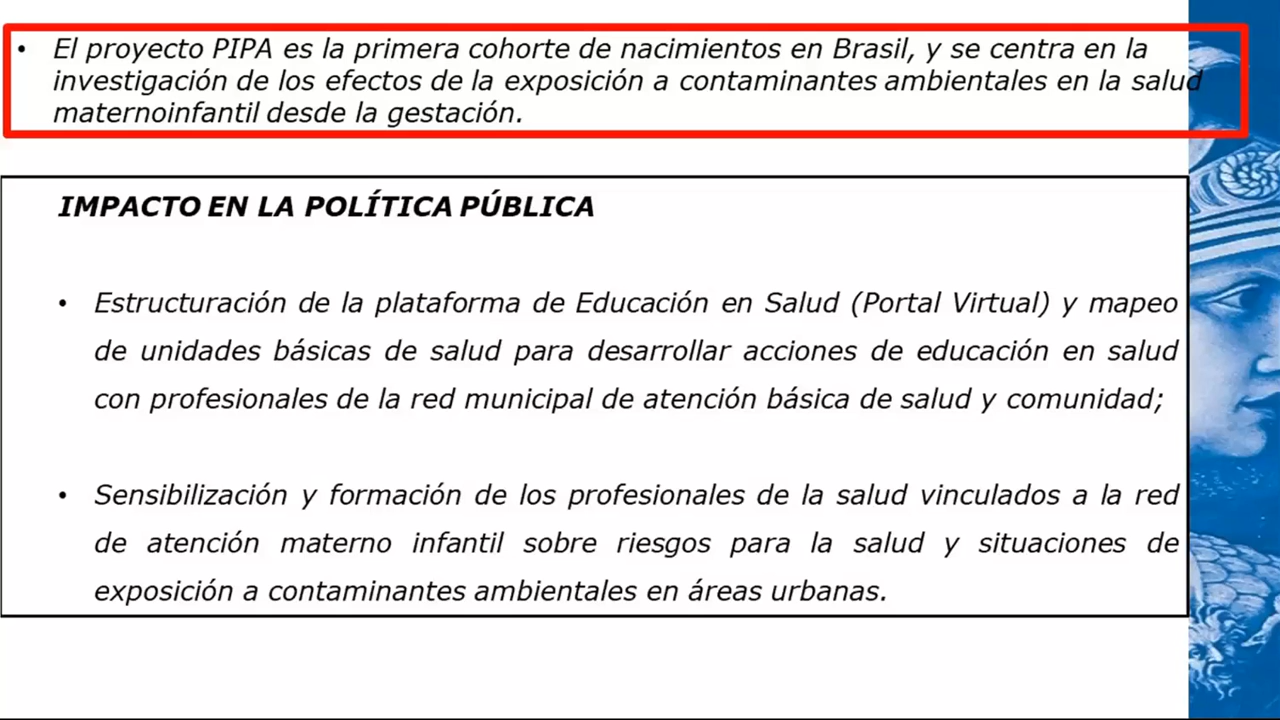 • El proyecto PIPA es la primera cohorte de nacimientos en Brasil, y se centra en la
investigación de los efectos de la exposición a contaminantes ambientales en la salud
maternoinfantil desde la gestación.
IMPACTO EN LA POLÍTICA PÚBLICA
• Estructuración de la plataforma de Educación en Salud (Portal Virtual) y mapeo
de unidades básicas de salud para desarrollar acciones de educación en salud
con profesionales de la red municipal de atención básica de salud y comunidad;
• Sensibilización y formación de los profesionales de la salud vinculados a la red
de atención materno infantil sobre riesgos para la salud y situaciones de
exposición a contaminantes ambientales en áreas urbanas.